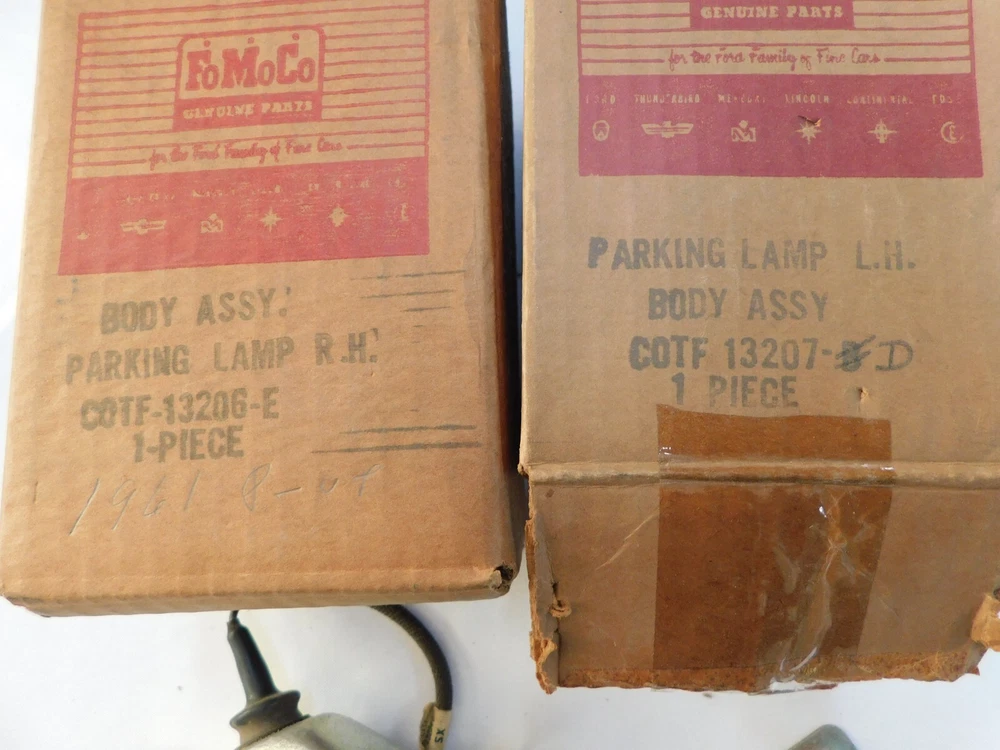 FoMoCo
GENUINE PARTS
for the Ford Family of Fine Cars
BODY ASSY.
PARKING LAMP R.H.
COTF-13206-E
1-PIECE
1961
GENUINE PARTS
for the Ford Family of Fine Cars
FORD THUNDERBIRD MERCURY LINCOLN CONTINENTAL
PARKING LAMP L.H.
BODY ASSY
COTF 13207- D
1 PIECE
SX